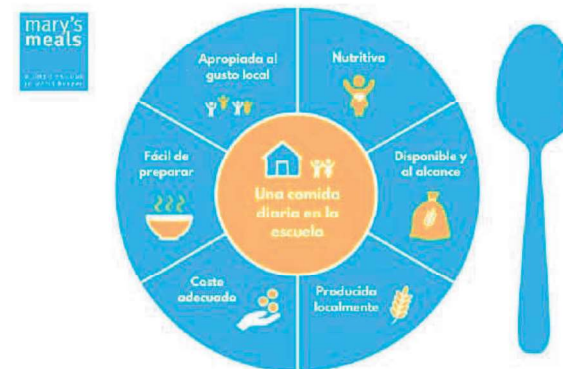 mary's
meals
Apropiada al
gusto local
Nutritiva
Fácil de
preparar
Disponible y
al alcance
Una comida
diaria en la
escuela
Coste
adecuado
Producida
localmente